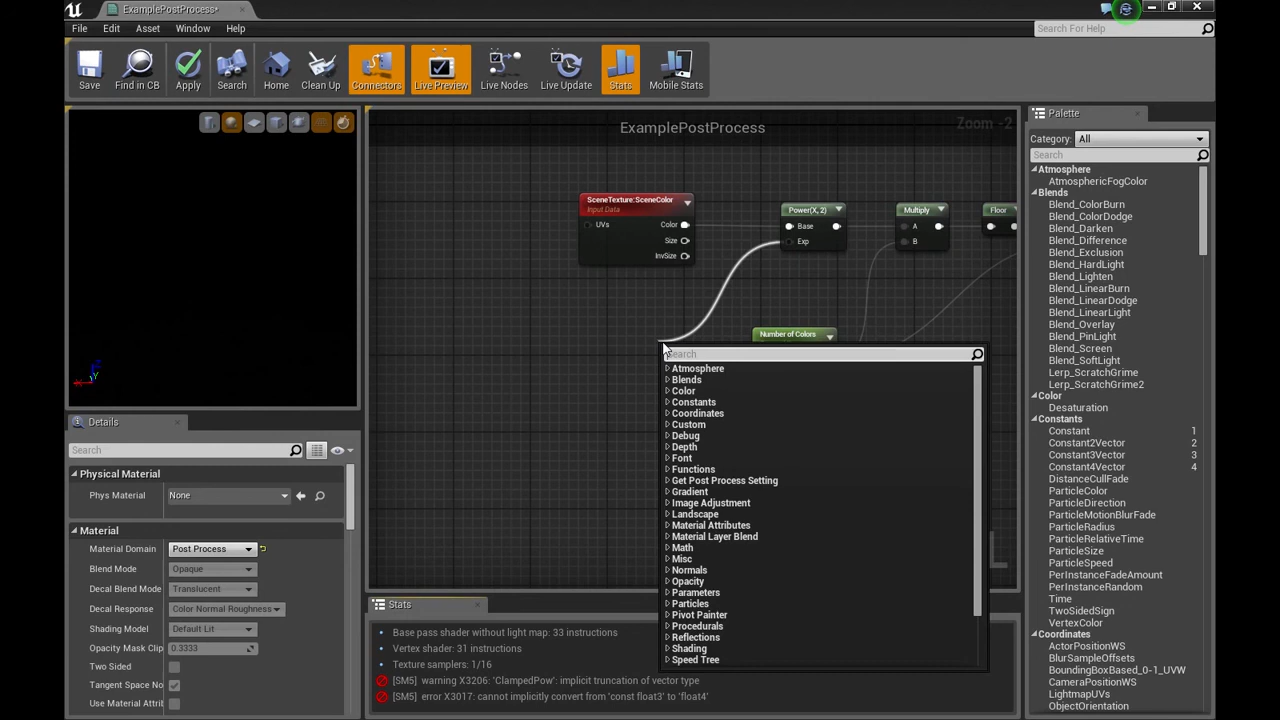 ExamplePostProcess*
File Edit Asset Window Help
Search For Help
Save Find in CB Apply Search Home Clean Up Connectors Live Preview Live Nodes Live Update Stats Mobile Stats
ExamplePostProcess
Zoom -2
SceneTexture:SceneColor
Input Data
UVs
Color
Size
InvSize
Power(X, 2)
Base
Exp
Multiply
A
B
Floor
Number of Colors
Search
Atmosphere
Blends
Color
Constants
Coordinates
Custom
Debug
Depth
Font
Functions
Get Post Process Setting
Gradient
Image Adjustment
Landscape
Material Attributes
Material Layer Blend
Math
Misc
Normals
Opacity
Parameters
Particles
Pivot Painter
Procedurals
Reflections
Shading
Speed Tree
Details
Search
Physical Material
Phys Material None
Material
Material Domain Post Process
Blend Mode Opaque
Decal Blend Mode Translucent
Decal Response Color Normal Roughness
Shading Model Default Lit
Opacity Mask Clip 0.3333
Two Sided
Tangent Space No
Use Material Attrib
Stats
Base pass shader without light map: 33 instructions
Vertex shader: 31 instructions
Texture samplers: 1/16
[SM5] warning X3206: 'ClampedPow': implicit truncation of vector type
[SM5] error X3017: cannot implicitly convert from 'const float3' to 'float4'
Palette
Category: All
Search
Atmosphere
AtmosphericFogColor
Blends
Blend_ColorBurn
Blend_ColorDodge
Blend_Darken
Blend_Difference
Blend_Exclusion
Blend_HardLight
Blend_Lighten
Blend_LinearBurn
Blend_LinearDodge
Blend_LinearLight
Blend_Overlay
Blend_PinLight
Blend_Screen
Blend_SoftLight
Lerp_ScratchGrime
Lerp_ScratchGrime2
Color
Desaturation
Constants
Constant 1
Constant2Vector 2
Constant3Vector 3
Constant4Vector 4
DistanceCullFade
ParticleColor
ParticleDirection
ParticleMotionBlurFade
ParticleRadius
ParticleRelativeTime
ParticleSize
ParticleSpeed
PerInstanceFadeAmount
PerInstanceRandom
Time
TwoSidedSign
VertexColor
Coordinates
ActorPositionWS
BlurSampleOffsets
BoundingBoxBased_0-1_UVW
CameraPositionWS
LightmapUVs
ObjectOrientation